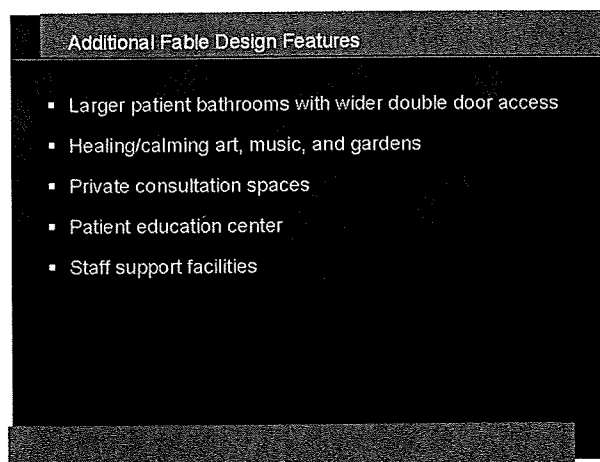 Additional Fable Design Features
▪ Larger patient bathrooms with wider double door access
▪ Healing/calming art, music, and gardens
▪ Private consultation spaces
▪ Patient education center
▪ Staff support facilities